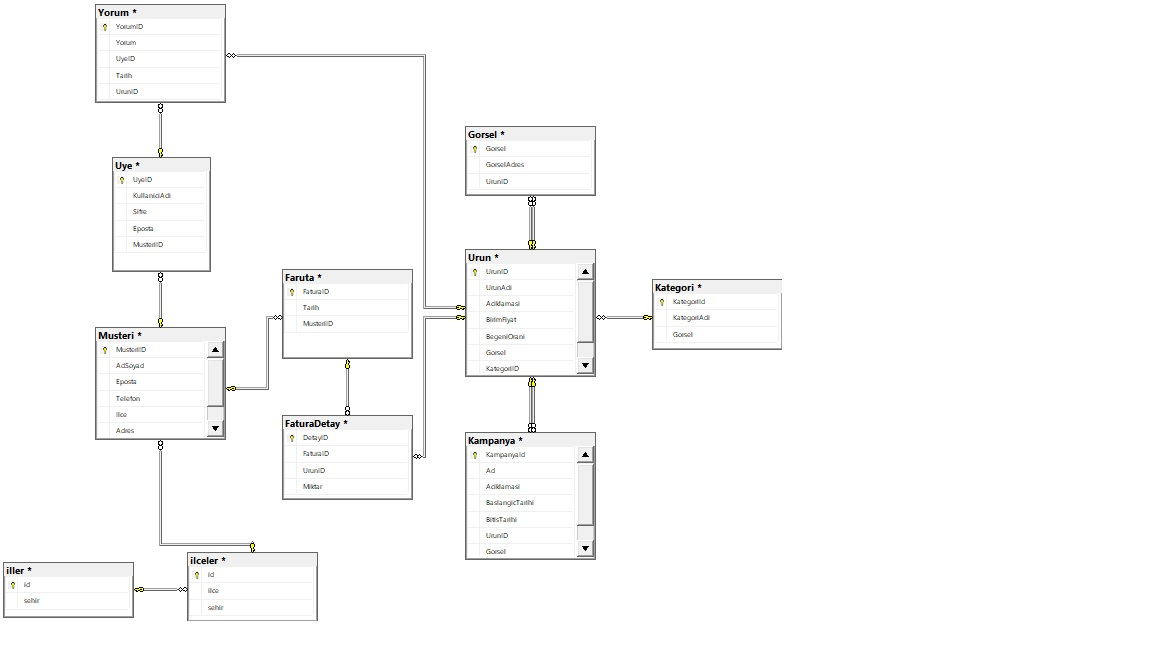 Yorum *
YorumID
Yorum
UyeID
Tarih
UrunID
Uye *
UyeID
KullaniciAdi
Sifre
Eposta
MusteriID
Musteri *
MusteriID
AdSoyad
Eposta
Telefon
Ilce
Adres
Faruta *
FaturaID
Tarih
MusteriID
FaturaDetay *
DetayID
FaturaID
UrunID
Miktar
iller *
id
sehir
ilceler *
id
ilce
sehir
Gorsel *
Gorsel
GorselAdres
UrunID
Urun *
UrunID
UrunAdi
Aciklamasi
BirimFiyat
BegeniOrani
Gorsel
KategoriID
Kampanya *
KampanyaId
Ad
Aciklamasi
BaslangicTarihi
BitisTarihi
UrunID
Gorsel
Kategori *
KategoriId
KategoriAdi
Gorsel